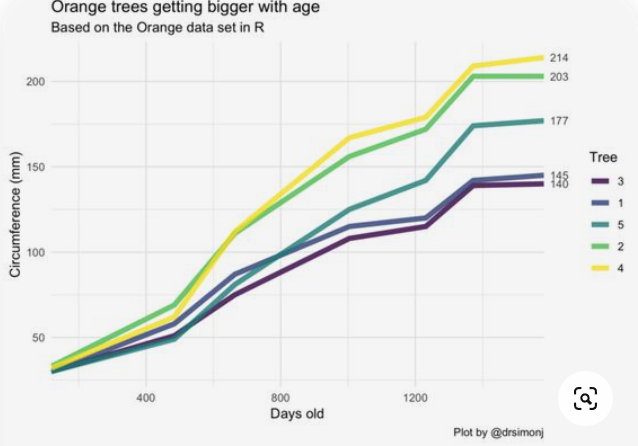 Orange trees getting bigger with age
Based on the Orange data set in R
214
203
200
177
Circumference (mm)
150
145
140
100
50
Tree
3
1
5
2
4
400 800 1200
Days old
Plot by @drsimonj